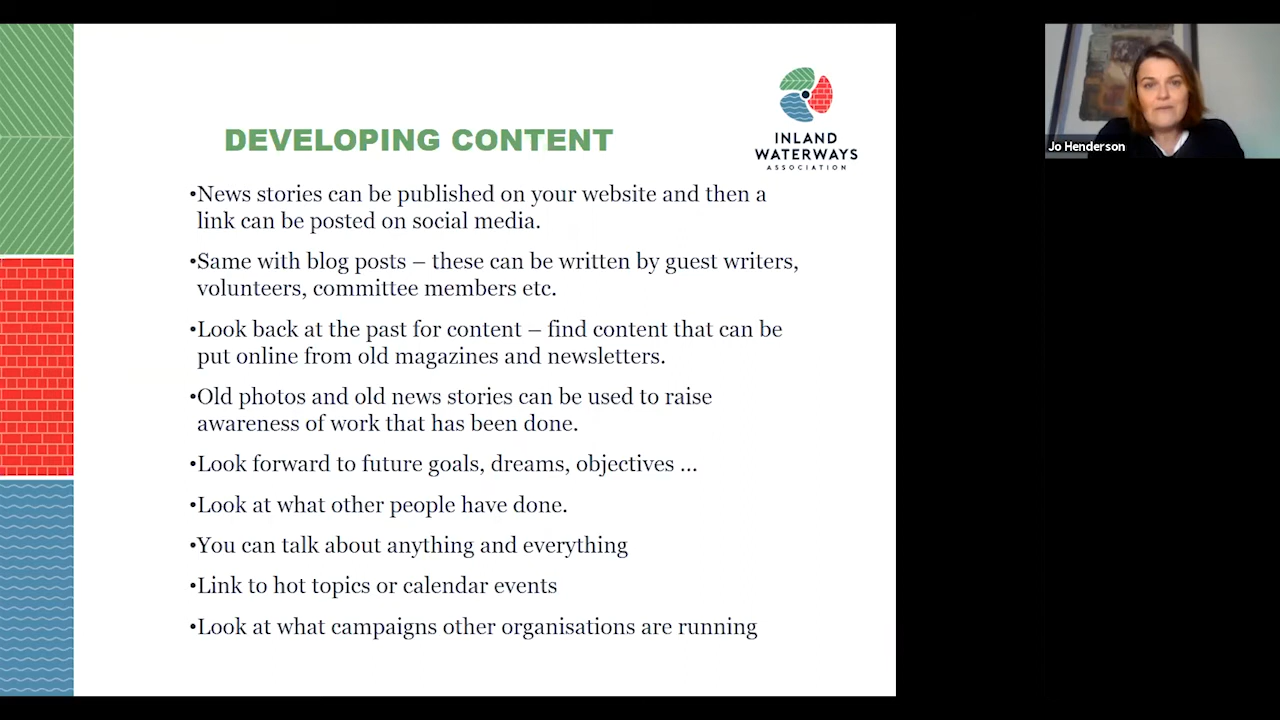 DEVELOPING CONTENT
INLAND
WATERWAYS
ASSOCIATION
•News stories can be published on your website and then a
link can be posted on social media.
•Same with blog posts – these can be written by guest writers,
volunteers, committee members etc.
•Look back at the past for content – find content that can be
put online from old magazines and newsletters.
•Old photos and old news stories can be used to raise
awareness of work that has been done.
•Look forward to future goals, dreams, objectives ...
•Look at what other people have done.
•You can talk about anything and everything
•Link to hot topics or calendar events
•Look at what campaigns other organisations are running
Jo Henderson